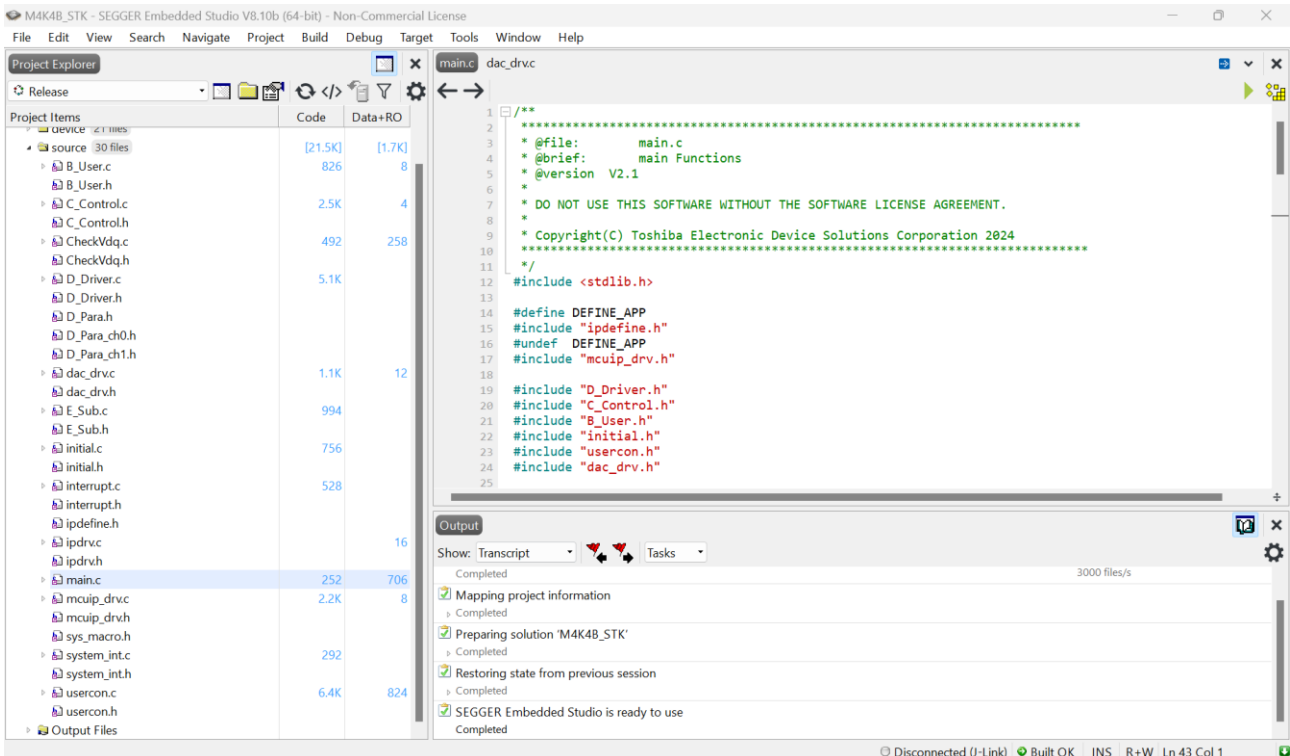 M4K4B_STK - SEGGER Embedded Studio V8.10b (64-bit) - Non-Commercial License
File Edit View Search Navigate Project Build Debug Target Tools Window Help
Project Explorer
Release
Project Items Code Data+RO
device 21 files
source 30 files [21.5K] [1.7K]
B_User.c 826 8
B_User.h
C_Control.c 2.5K 4
C_Control.h
CheckVdq.c 492 258
CheckVdq.h
D_Driver.c 5.1K
D_Driver.h
D_Para.h
D_Para_ch0.h
D_Para_ch1.h
dac_drv.c 1.1K 12
dac_drv.h
E_Sub.c 994
E_Sub.h
initial.c 756
initial.h
interrupt.c 528
interrupt.h
ipdefine.h
ipdrv.c 16
ipdrv.h
main.c 252 706
mcuip_drv.c 2.2K 8
mcuip_drv.h
sys_macro.h
system_int.c 292
system_int.h
usercon.c 6.4K 824
usercon.h
Output Files
main.c dac_drv.c
1 /**
2 ****************************************************************************
3 * @file: main.c
4 * @brief: main Functions
5 * @version V2.1
6 *
7 * DO NOT USE THIS SOFTWARE WITHOUT THE SOFTWARE LICENSE AGREEMENT.
8 *
9 * Copyright(C) Toshiba Electronic Device Solutions Corporation 2024
10 *****************************************************************************
11 */
12 #include <stdlib.h>
13
14 #define DEFINE_APP
15 #include "ipdefine.h"
16 #undef DEFINE_APP
17 #include "mcuip_drv.h"
18
19 #include "D_Driver.h"
20 #include "C_Control.h"
21 #include "B_User.h"
22 #include "initial.h"
23 #include "usercon.h"
24 #include "dac_drv.h"
25
Output
Show: Transcript Tasks
Completed 3000 files/s
Mapping project information
Completed
Preparing solution 'M4K4B_STK'
Completed
Restoring state from previous session
Completed
SEGGER Embedded Studio is ready to use
Completed
Disconnected (J-Link) Built OK INS R+W Ln 43 Col 1